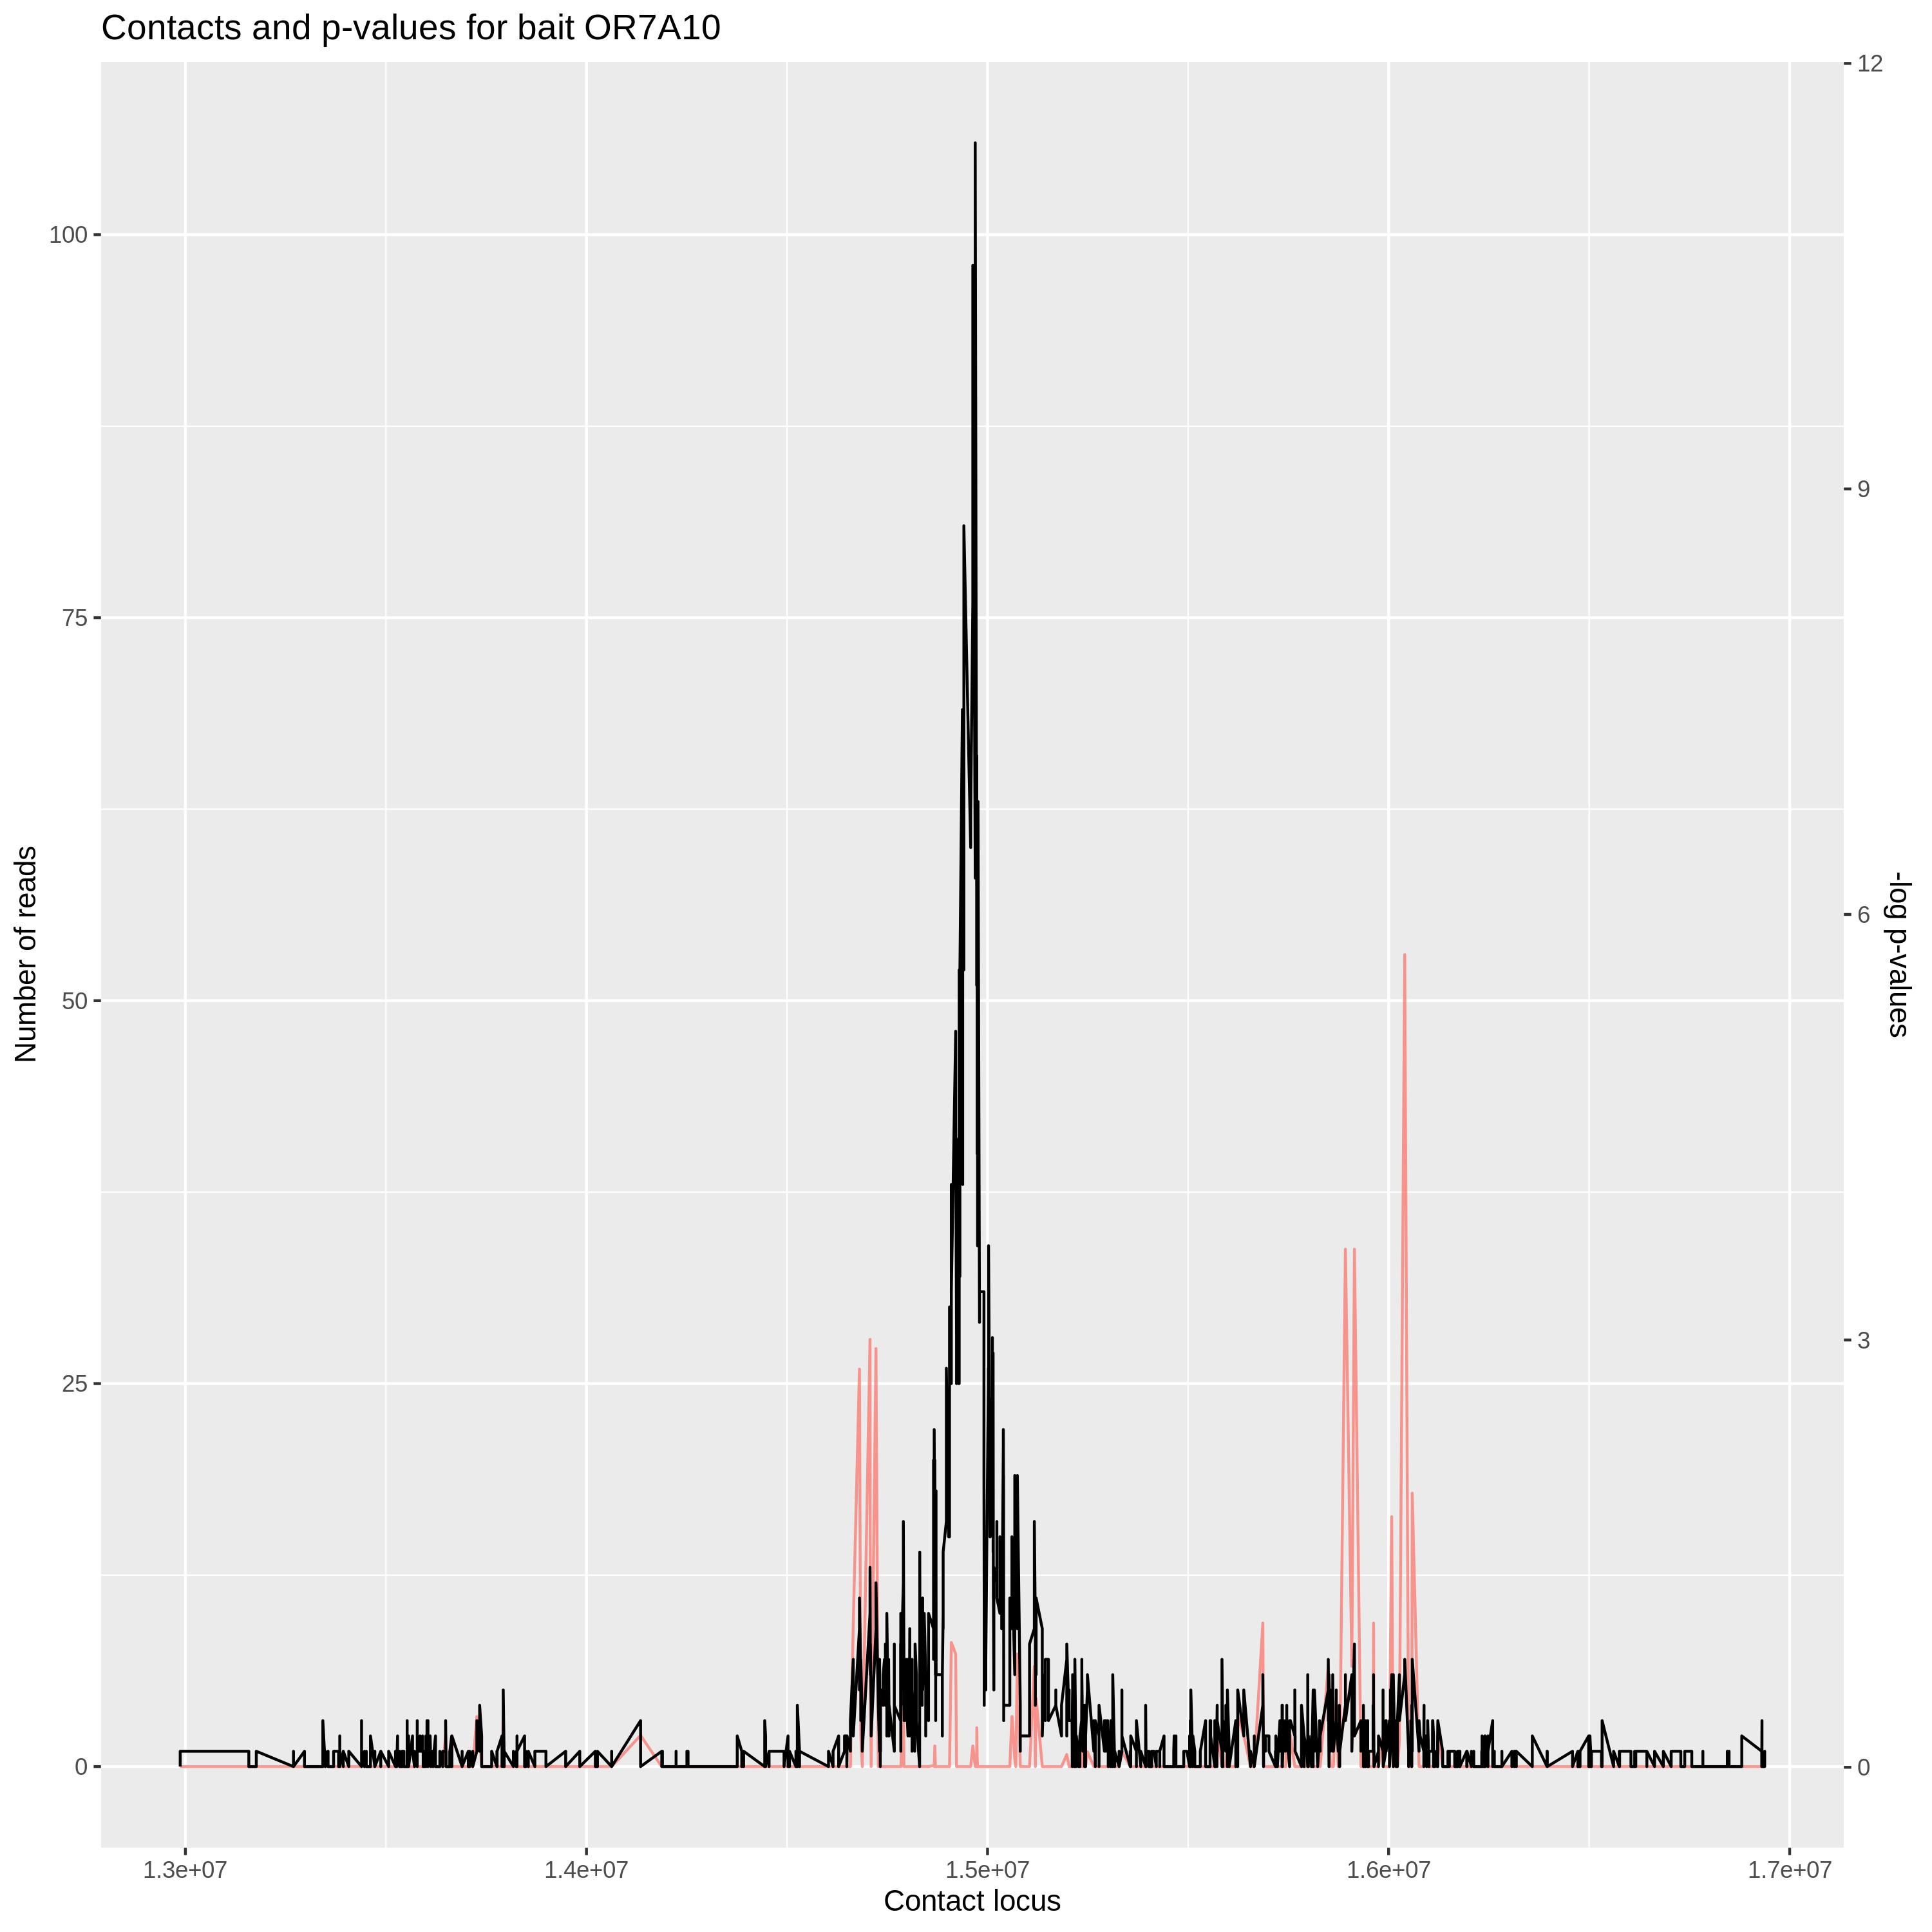 Contacts and p-values for bait OR7A10
12
100
9
75
6
50
3
25
0
0
Number of reads
-log p-values
1.3e+07 1.4e+07 1.5e+07 1.6e+07 1.7e+07
Contact locus